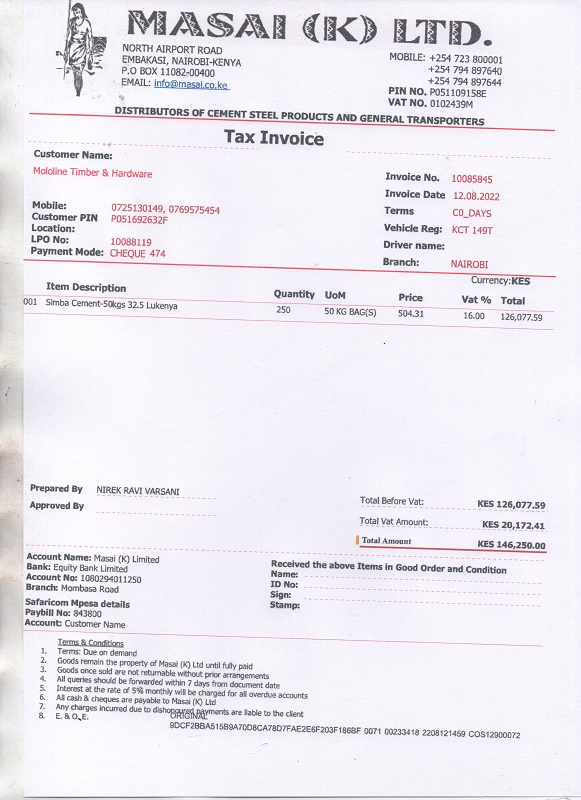 MASAI (K) LTD.
NORTH AIRPORT ROAD
EMBAKASI, NAIROBI-KENYA
P.O BOX 11082-00400
EMAIL: info@masai.co.ke
MOBILE: +254 723 800001
+254 794 897640
+254 794 897644
PIN NO. P051109158E
VAT NO. 0102439M
DISTRIBUTORS OF CEMENT STEEL PRODUCTS AND GENERAL TRANSPORTERS
Tax Invoice
Customer Name:
Mololine Timber & Hardware
Mobile: 0725130149, 0769575454
Customer PIN P051692632F
Location:
LPO No: 10088119
Payment Mode: CHEQUE 474
Invoice No. 10085845
Invoice Date 12.08.2022
Terms C0_DAYS
Vehicle Reg: KCT 149T
Driver name:
Branch: NAIROBI
Currency:KES
Item Description Quantity UoM Price Vat % Total
001 Simba Cement-50kgs 32.5 Lukenya 250 50 KG BAG(S) 504.31 16.00 126,077.59
Prepared By NIREK RAVI VARSANI
Approved By
Total Before Vat: KES 126,077.59
Total Vat Amount: KES 20,172.41
Total Amount KES 146,250.00
Account Name: Masai (K) Limited
Bank: Equity Bank Limited
Account No: 1080294011250
Branch: Mombasa Road
Safaricom Mpesa details
Paybill No: 843800
Account: Customer Name
Received the above Items in Good Order and Condition
Name:
ID No:
Sign:
Stamp:
Terms & Conditions
1. Terms: Due on demand
2. Goods remain the property of Masai (K) Ltd until fully paid
3. Goods once sold are not returnable without prior arrangements
4. All queries should be forwarded within 7 days from document date
5. Interest at the rate of 5% monthly will be charged for all overdue accounts
6. All cash & cheques are payable to Masai (K) Ltd
7. Any charges incurred due to dishonoured payments are liable to the client
8. E. & O.E.
ORIGINAL
9DCF2BBA515B9A70D8CA78D7FAE2E6F203F186BF 0071 00233418 2208121459 COS12900072